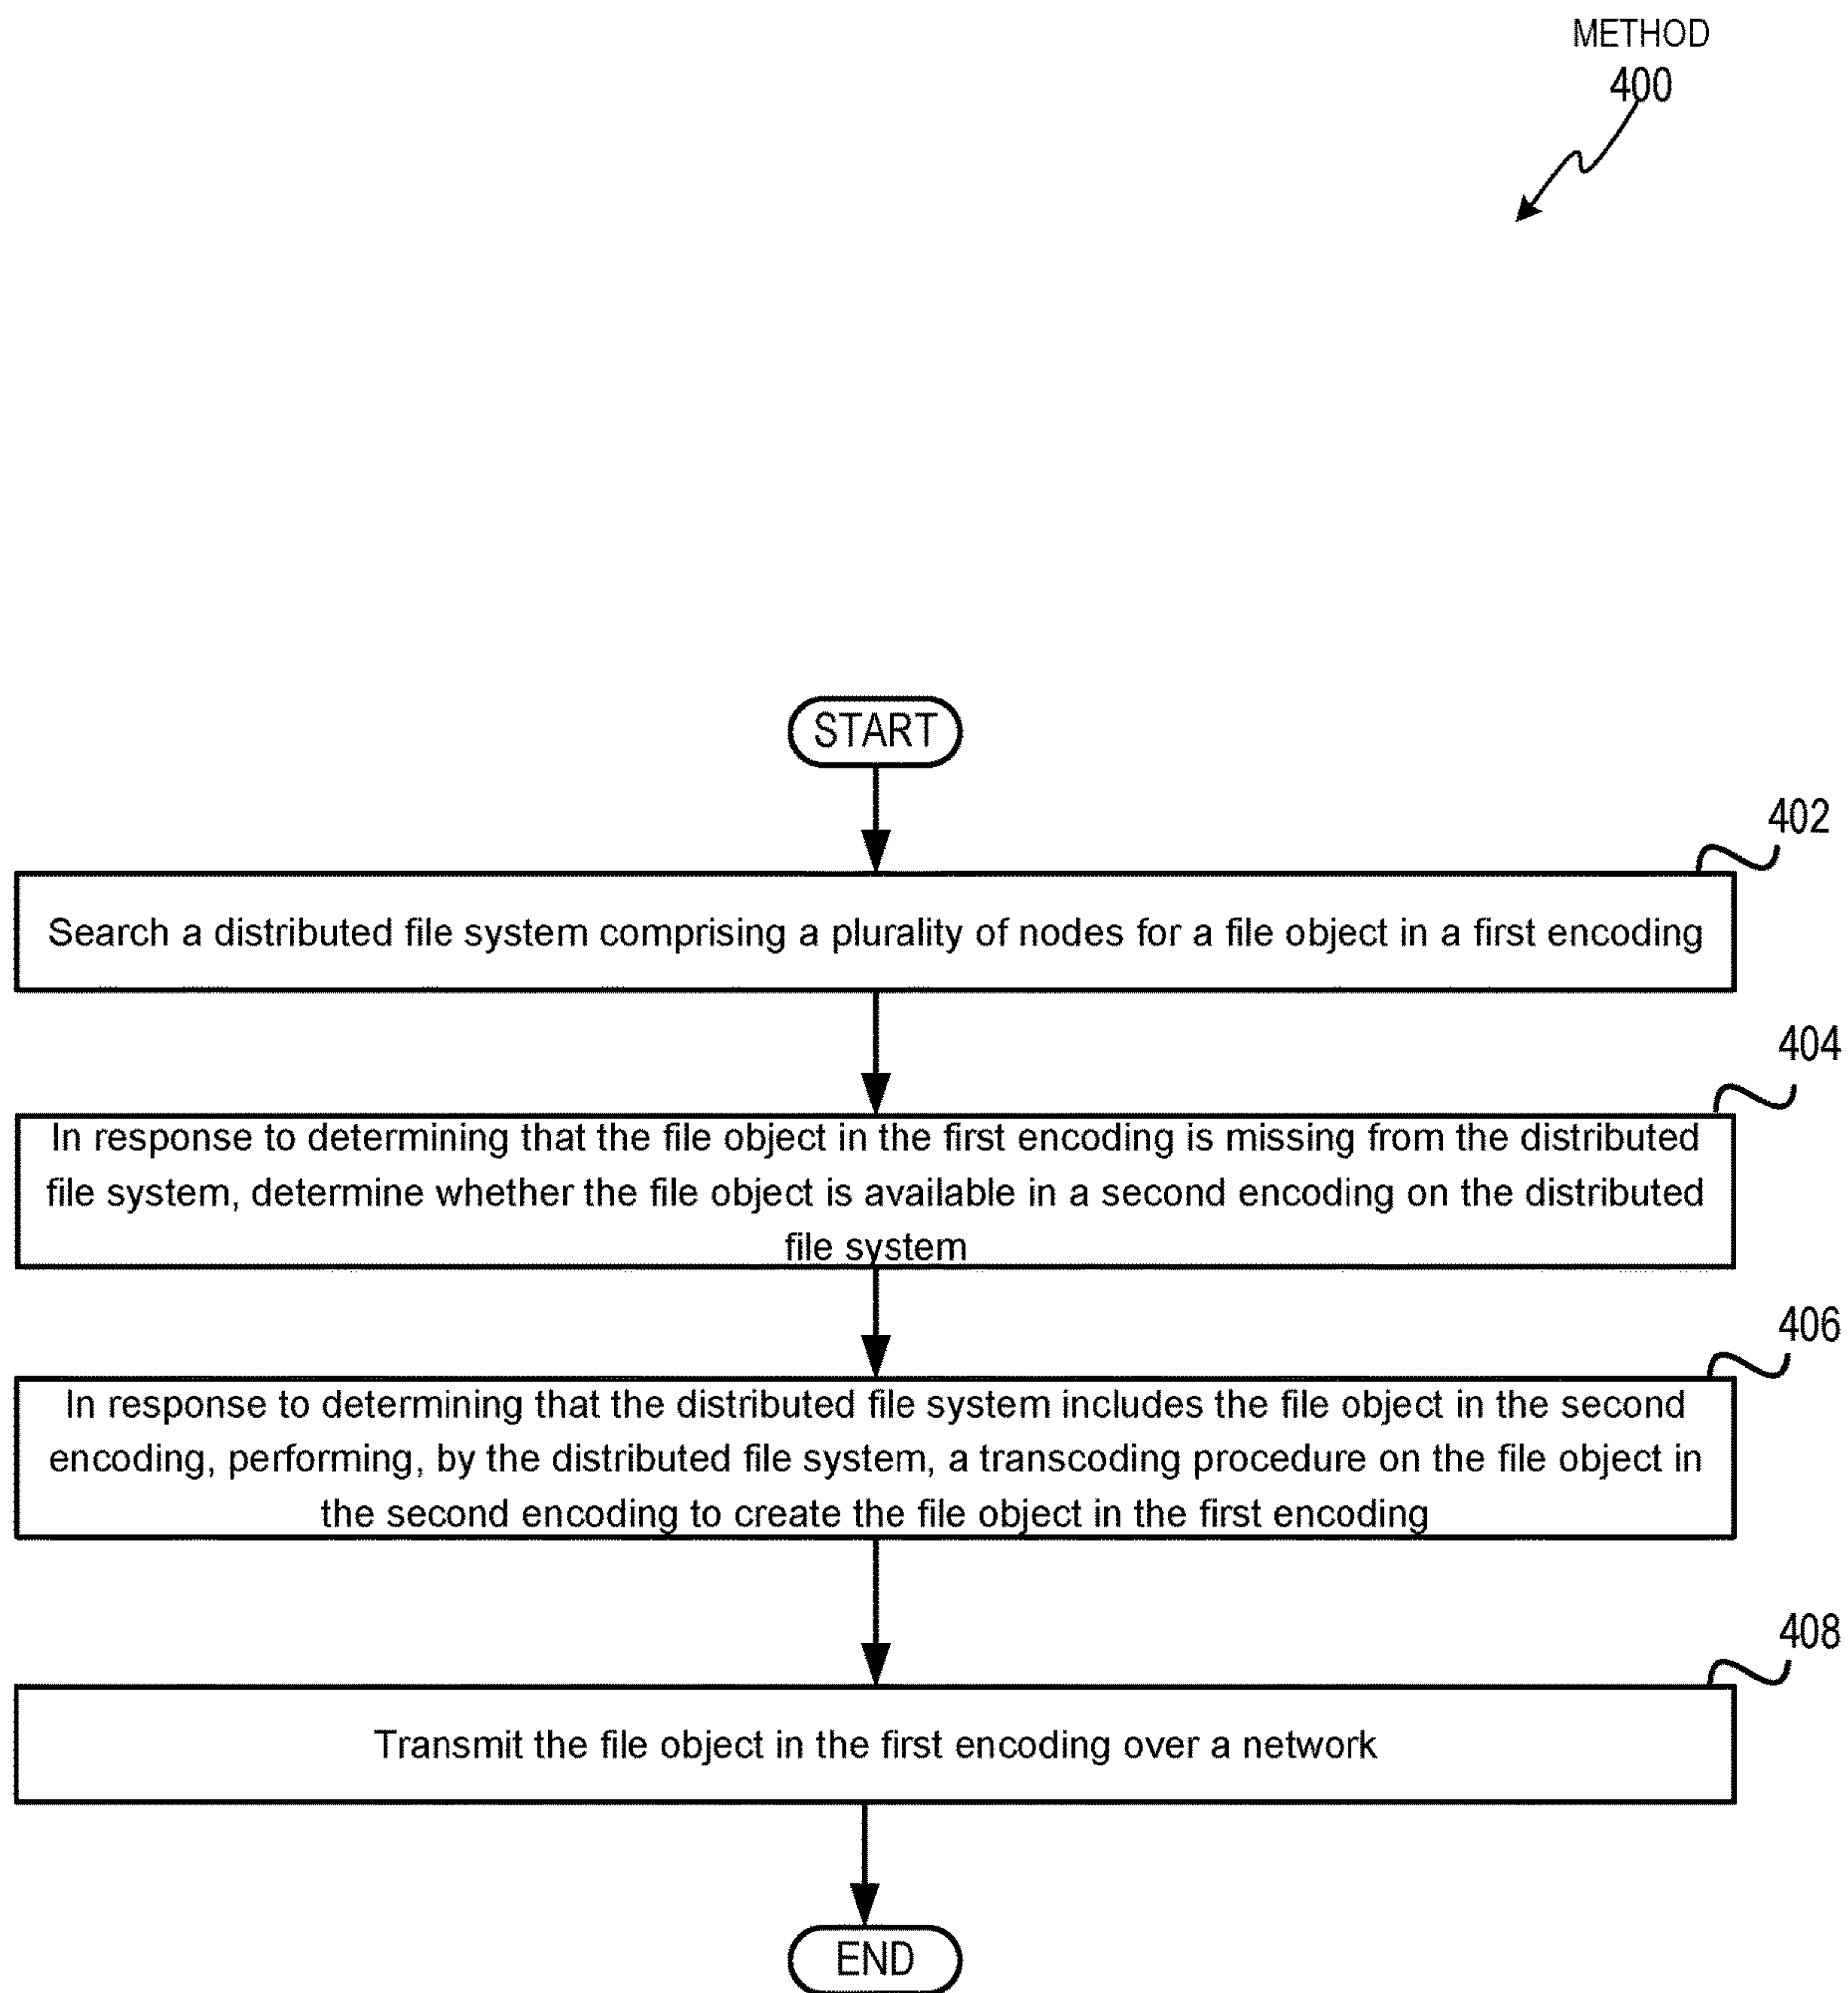 METHOD
400
START
402
Search a distributed file system comprising a plurality of nodes for a file object in a first encoding
404
In response to determining that the file object in the first encoding is missing from the distributed
file system, determine whether the file object is available in a second encoding on the distributed
file system
406
In response to determining that the distributed file system includes the file object in the second
encoding, performing, by the distributed file system, a transcoding procedure on the file object in
the second encoding to create the file object in the first encoding
408
Transmit the file object in the first encoding over a network
END